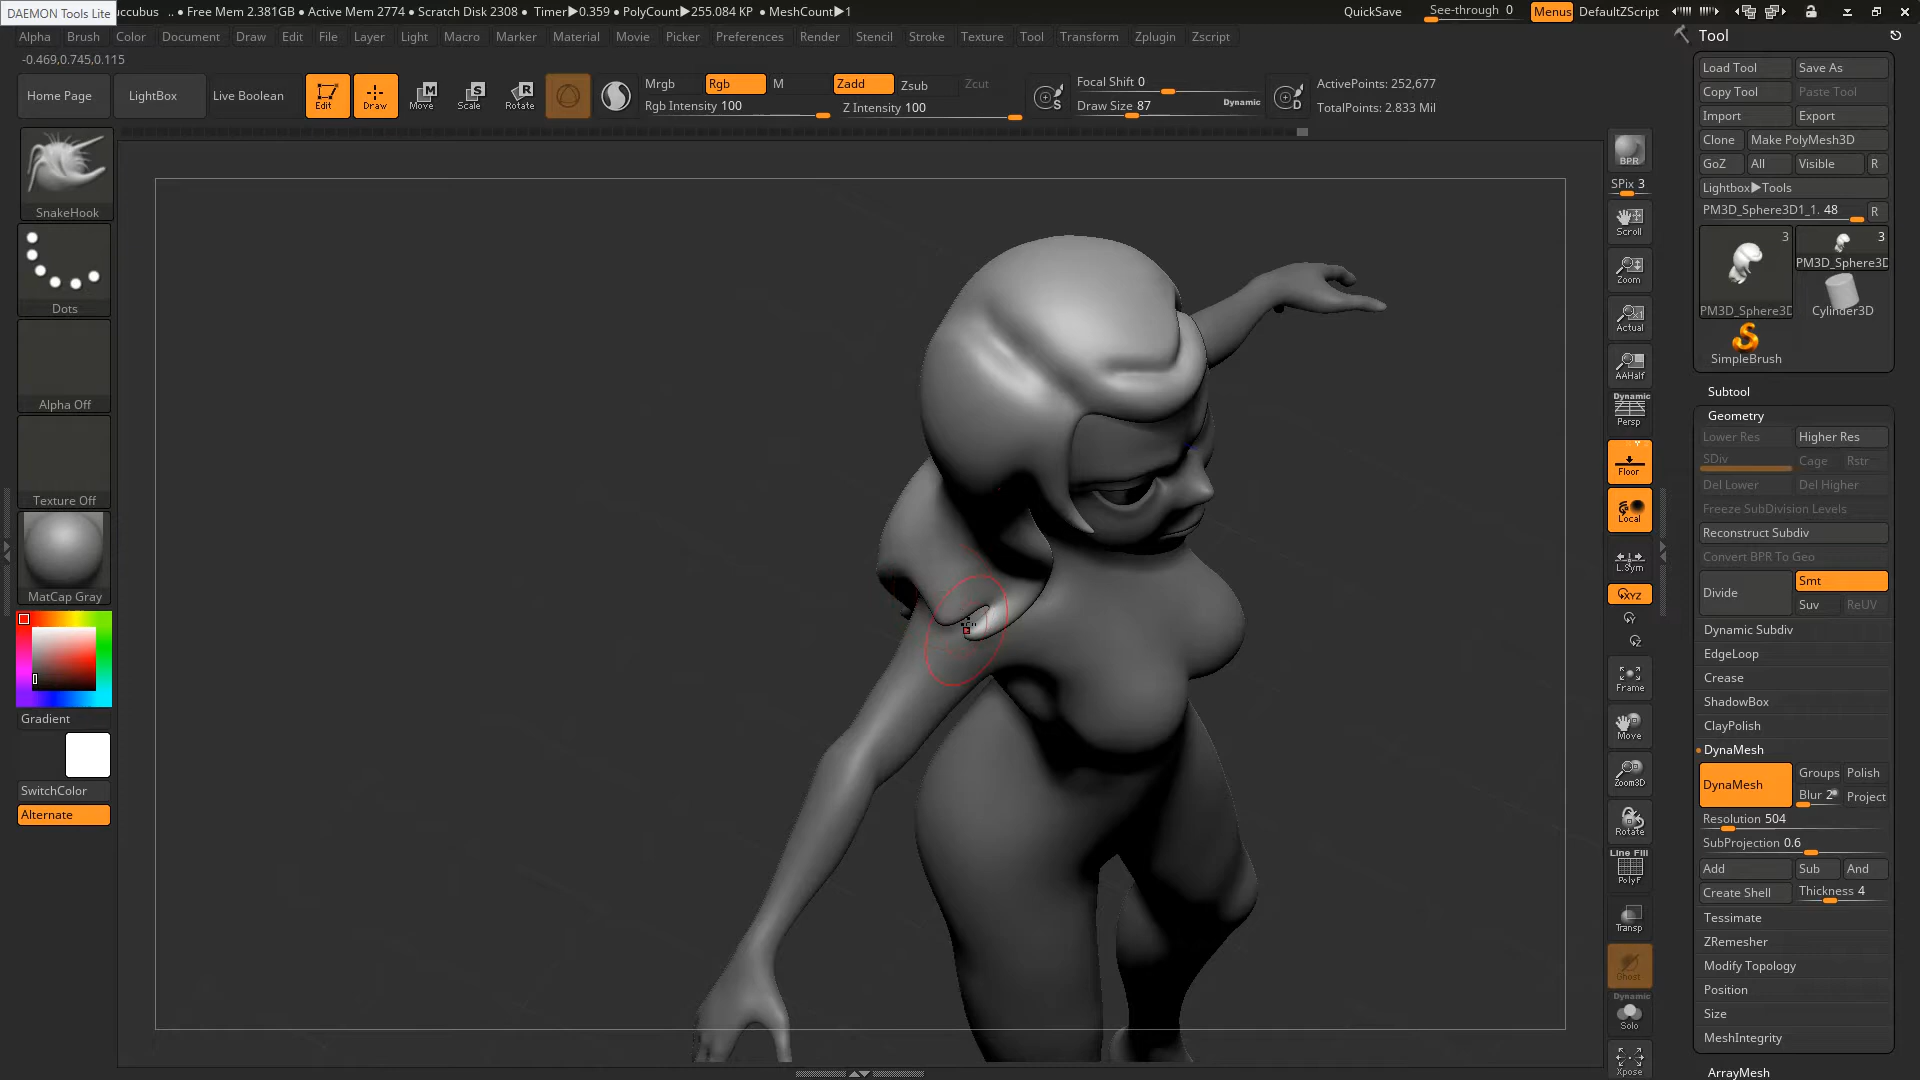 DAEMON Tools Lite
ccubus .. ● Free Mem 2.381GB ● Active Mem 2774 ● Scratch Disk 2308 ● Timer▶0.359 ● PolyCount▶255.084 KP ● MeshCount▶1
QuickSave See-through 0 Menus DefaultZScript
Alpha Brush Color Document Draw Edit File Layer Light Macro Marker Material Movie Picker Preferences Render Stencil Stroke Texture Tool Transform Zplugin Zscript
-0.469,0.745,0.115
Home Page LightBox Live Boolean Edit Draw Move Scale Rotate
Mrgb Rgb M Zadd Zsub Zcut
Rgb Intensity 100 Z Intensity 100
S Focal Shift 0
Draw Size 87 Dynamic D
ActivePoints: 252,677
TotalPoints: 2.833 Mil
SnakeHook
Dots
Alpha Off
Texture Off
MatCap Gray
Gradient
SwitchColor
Alternate
BPR
SPix 3
Scroll
Zoom
Actual
AAHalf
Dynamic
Persp
Floor
Local
L.Sym
XYZ
Y
Z
Frame
Move
Zoom3D
Rotate
Line Fill
PolyF
Transp
Ghost
Dynamic
Solo
Xpose
Tool
Load Tool Save As
Copy Tool Paste Tool
Import Export
Clone Make PolyMesh3D
GoZ All Visible R
Lightbox▶Tools
PM3D_Sphere3D1_1. 48 R
3 3
PM3D_Sphere3D
PM3D_Sphere3D Cylinder3D
SimpleBrush
Subtool
Geometry
Lower Res Higher Res
SDiv Cage Rstr
Del Lower Del Higher
Freeze SubDivision Levels
Reconstruct Subdiv
Convert BPR To Geo
Divide Smt
Suv ReUV
Dynamic Subdiv
EdgeLoop
Crease
ShadowBox
ClayPolish
DynaMesh
DynaMesh Groups Polish
Blur 2 Project
Resolution 504
SubProjection 0.6
Add Sub And
Create Shell Thickness 4
Tessimate
ZRemesher
Modify Topology
Position
Size
MeshIntegrity
ArrayMesh